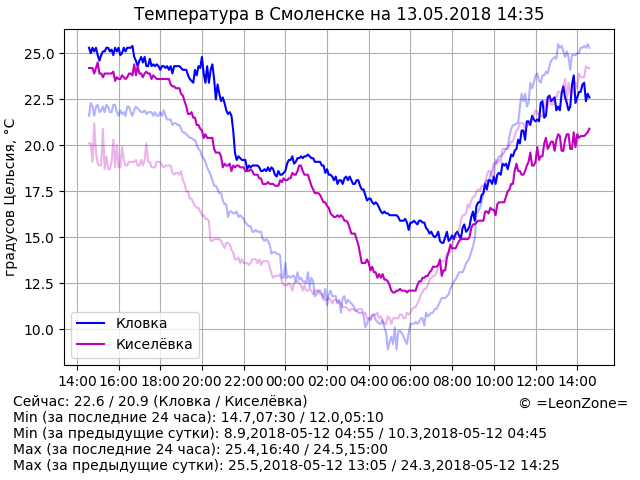 Температура в Смоленске на 13.05.2018 14:35
градусов Цельсия, °C
25.0
22.5
20.0
17.5
15.0
12.5
10.0
Кловка
Киселёвка
14:00 16:00 18:00 20:00 22:00 00:00 02:00 04:00 06:00 08:00 10:00 12:00 14:00
Сейчас: 22.6 / 20.9 (Кловка / Киселёвка)
© =LeonZone=
Min (за последние 24 часа): 14.7,07:30 / 12.0,05:10
Min (за предыдущие сутки): 8.9,2018-05-12 04:55 / 10.3,2018-05-12 04:45
Max (за последние 24 часа): 25.4,16:40 / 24.5,15:00
Max (за предыдущие сутки): 25.5,2018-05-12 13:05 / 24.3,2018-05-12 14:25